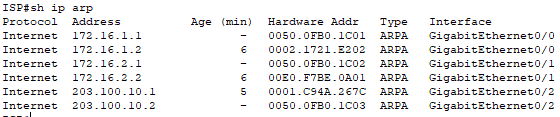 ISP#sh ip arp
Protocol  Address          Age (min)  Hardware Addr   Type   Interface
Internet  172.16.1.1              -   0050.0FB0.1C01  ARPA   GigabitEthernet0/0
Internet  172.16.1.2              6   0002.1721.E202  ARPA   GigabitEthernet0/0
Internet  172.16.2.1              -   0050.0FB0.1C02  ARPA   GigabitEthernet0/1
Internet  172.16.2.2              6   00E0.F7BE.0A01  ARPA   GigabitEthernet0/1
Internet  203.100.10.1            5   0001.C94A.267C  ARPA   GigabitEthernet0/2
Internet  203.100.10.2            -   0050.0FB0.1C03  ARPA   GigabitEthernet0/2